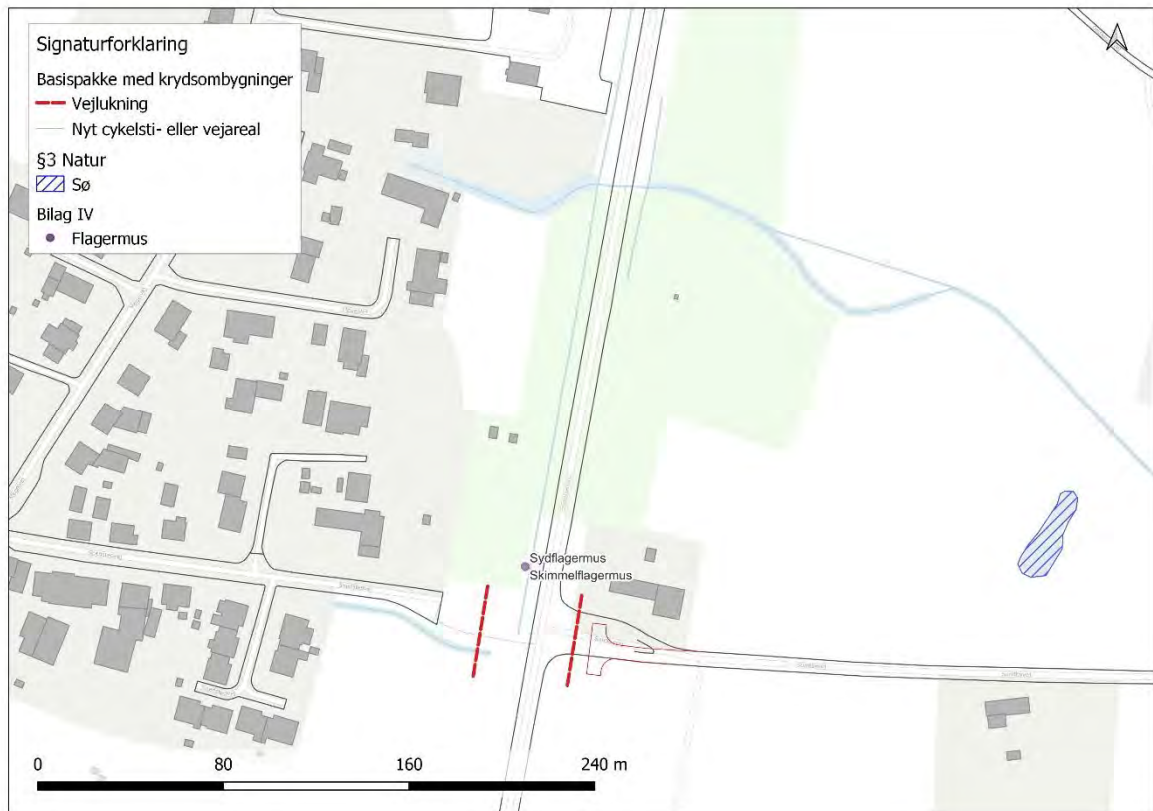 Signaturforklaring
Basispakke med krydsombygninger
Vejlukning
Nyt cykelsti- eller vejareal
§3 Natur
Sø
Bilag IV
Flagermus
Sydflagermus
Skimmelflagermus
0
80
160
240 m